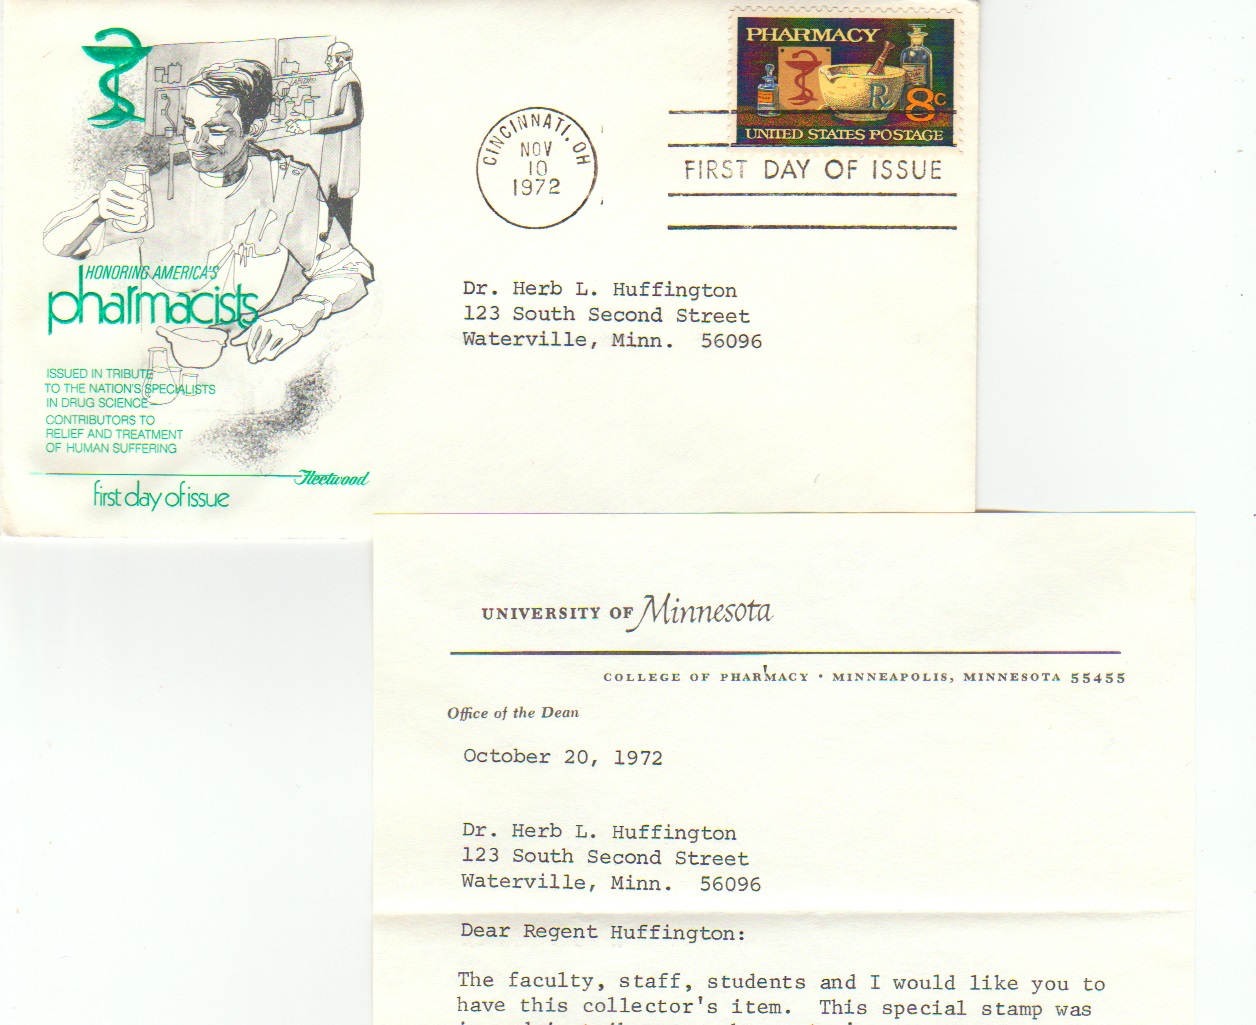 PHARMACY
8c
UNITED STATES POSTAGE
CINCINNATI, OH
NOV
10
1972
FIRST DAY OF ISSUE
Dr. Herb L. Huffington
123 South Second Street
Waterville, Minn.  56096
HONORING AMERICA'S
pharmacists
ISSUED IN TRIBUTE
TO THE NATION'S SPECIALISTS
IN DRUG SCIENCE—
CONTRIBUTORS TO
RELIEF AND TREATMENT
OF HUMAN SUFFERING
Fleetwood
first day of issue
UNIVERSITY OF Minnesota
COLLEGE OF PHARMACY • MINNEAPOLIS, MINNESOTA 55455
Office of the Dean
October 20, 1972
Dr. Herb L. Huffington
123 South Second Street
Waterville, Minn.  56096
Dear Regent Huffington:
The faculty, staff, students and I would like you to
have this collector's item.  This special stamp was